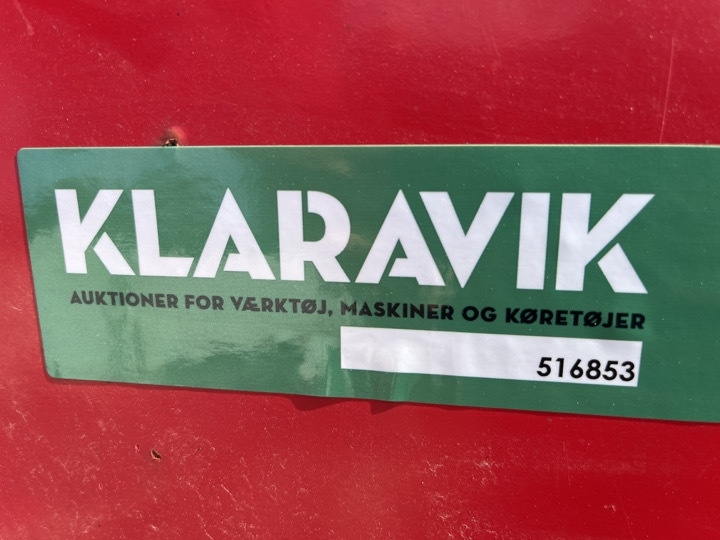 KLARAVIK
AUKTIONER FOR VÆRKTØJ, MASKINER OG KØRETØJER
516853